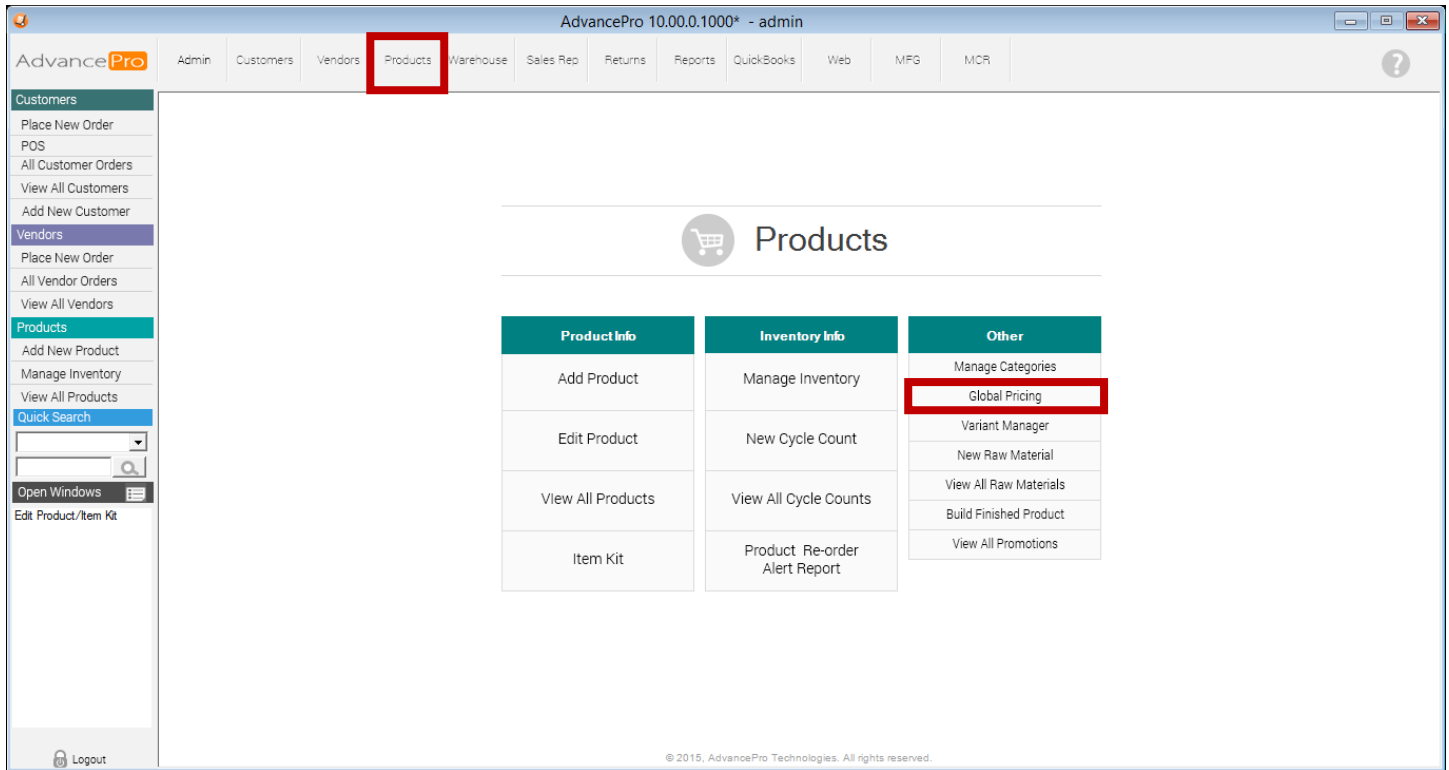 AdvancePro 10.00.0.1000* - admin
AdvancePro
Admin
Customers
Vendors
Products
Warehouse
Sales Rep
Returns
Reports
QuickBooks
Web
MFG
MCR
?
Customers
Place New Order
POS
All Customer Orders
View All Customers
Add New Customer
Vendors
Place New Order
All Vendor Orders
View All Vendors
Products
Add New Product
Manage Inventory
View All Products
Quick Search
Open Windows
Edit Product/Item Kit
Logout
Products
Product Info
Add Product
Edit Product
VIew All Products
Item Kit
Inventory Info
Manage Inventory
New Cycle Count
View All Cycle Counts
Product Re-order
Alert Report
Other
Manage Categories
Global Pricing
Variant Manager
New Raw Material
View All Raw Materials
Build Finished Product
View All Promotions
© 2015, AdvancePro Technologies. All rights reserved.